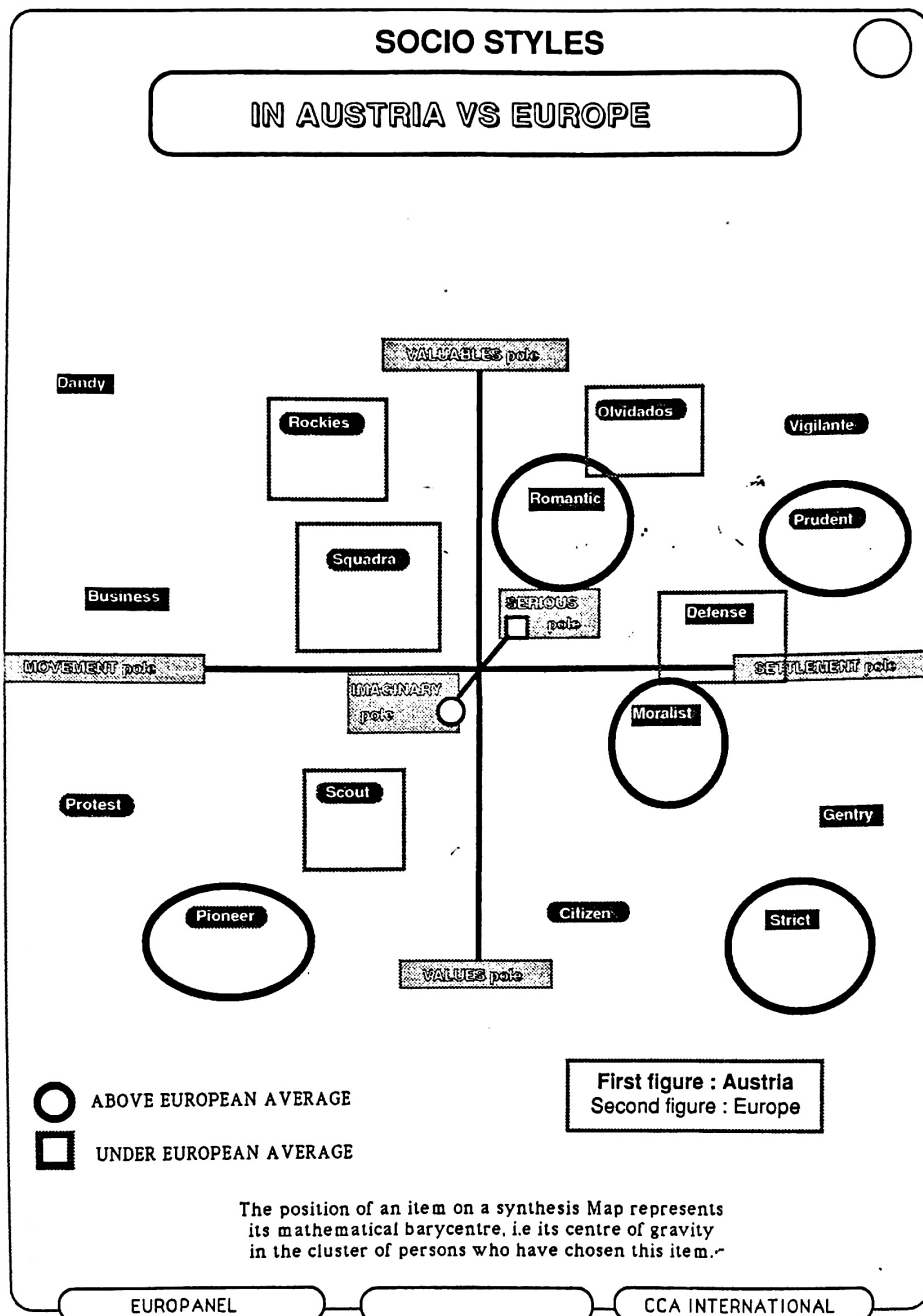 SOCIO STYLES
IN AUSTRIA VS EUROPE
VALUABLES pole
Dandy
Rockies
Olvidados
Vigilante
Romantic
Prudent
Squadra
Business
SERIOUS
pole
Defense
MOVEMENT pole
SETTLEMENT pole
IMAGINARY
pole
Moralist
Protest
Scout
Gentry
Pioneer
Citizen
Strict
VALUES pole
ABOVE EUROPEAN AVERAGE
UNDER EUROPEAN AVERAGE
First figure : Austria
Second figure : Europe
The position of an item on a synthesis Map represents
its mathematical barycentre, i.e its centre of gravity
in the cluster of persons who have chosen this item.
EUROPANEL
CCA INTERNATIONAL